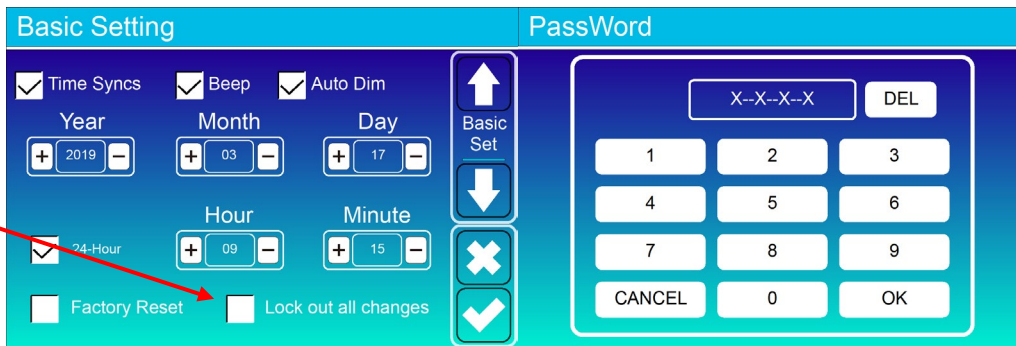 Basic Setting
Time Syncs Beep Auto Dim
Year Month Day
+ 2019 − + 03 − + 17 −
Hour Minute
24-Hour + 09 − + 15 −
Factory Reset Lock out all changes
Basic
Set
PassWord
X--X--X--X DEL
1 2 3
4 5 6
7 8 9
CANCEL 0 OK